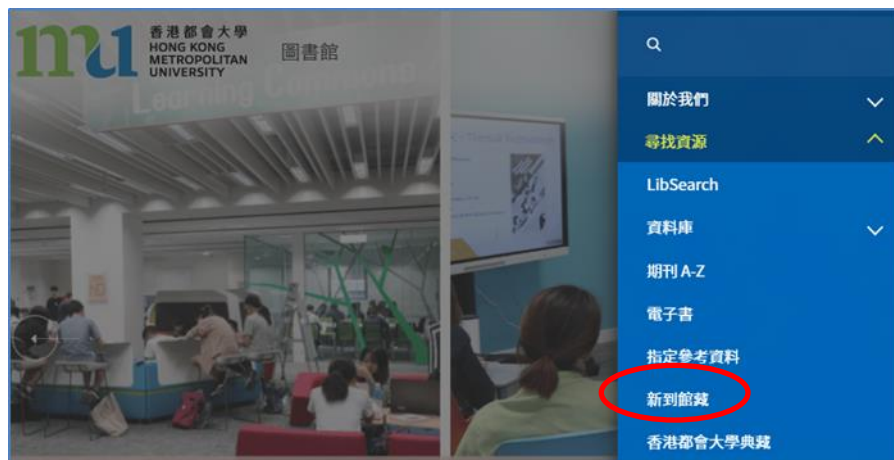 香港都會大學
HONG KONG
METROPOLITAN
UNIVERSITY
圖書館
Learning Commons
關於我們
尋找資源
LibSearch
資料庫
期刊 A-Z
電子書
指定參考資料
新到館藏
香港都會大學典藏